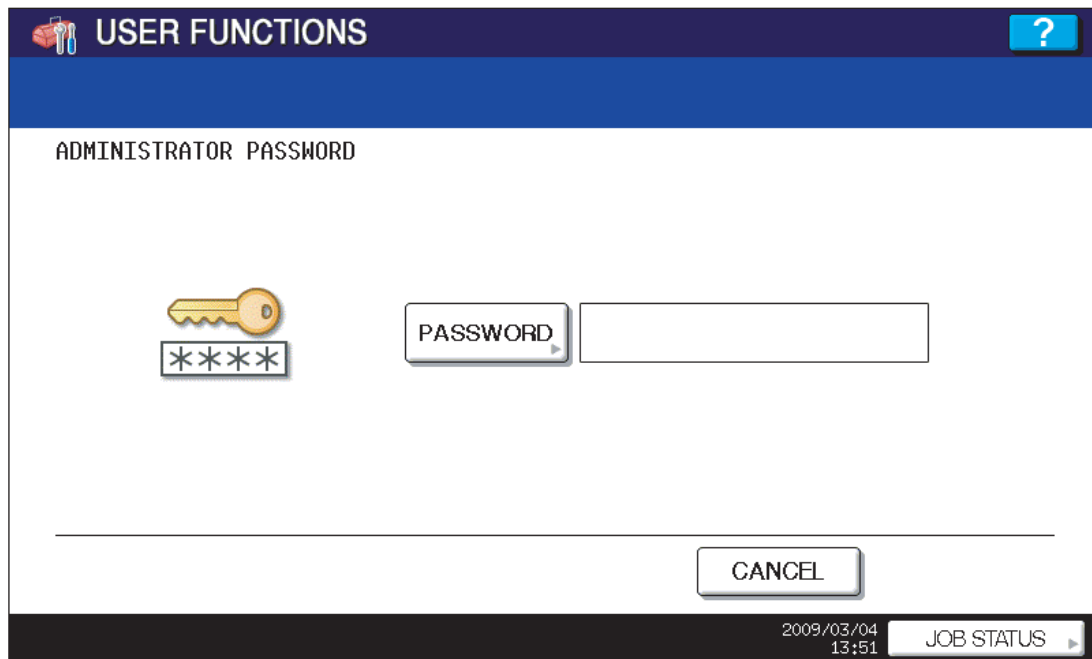 USER FUNCTIONS
?
ADMINISTRATOR PASSWORD
PASSWORD
****
CANCEL
2009/03/04
13:51
JOB STATUS